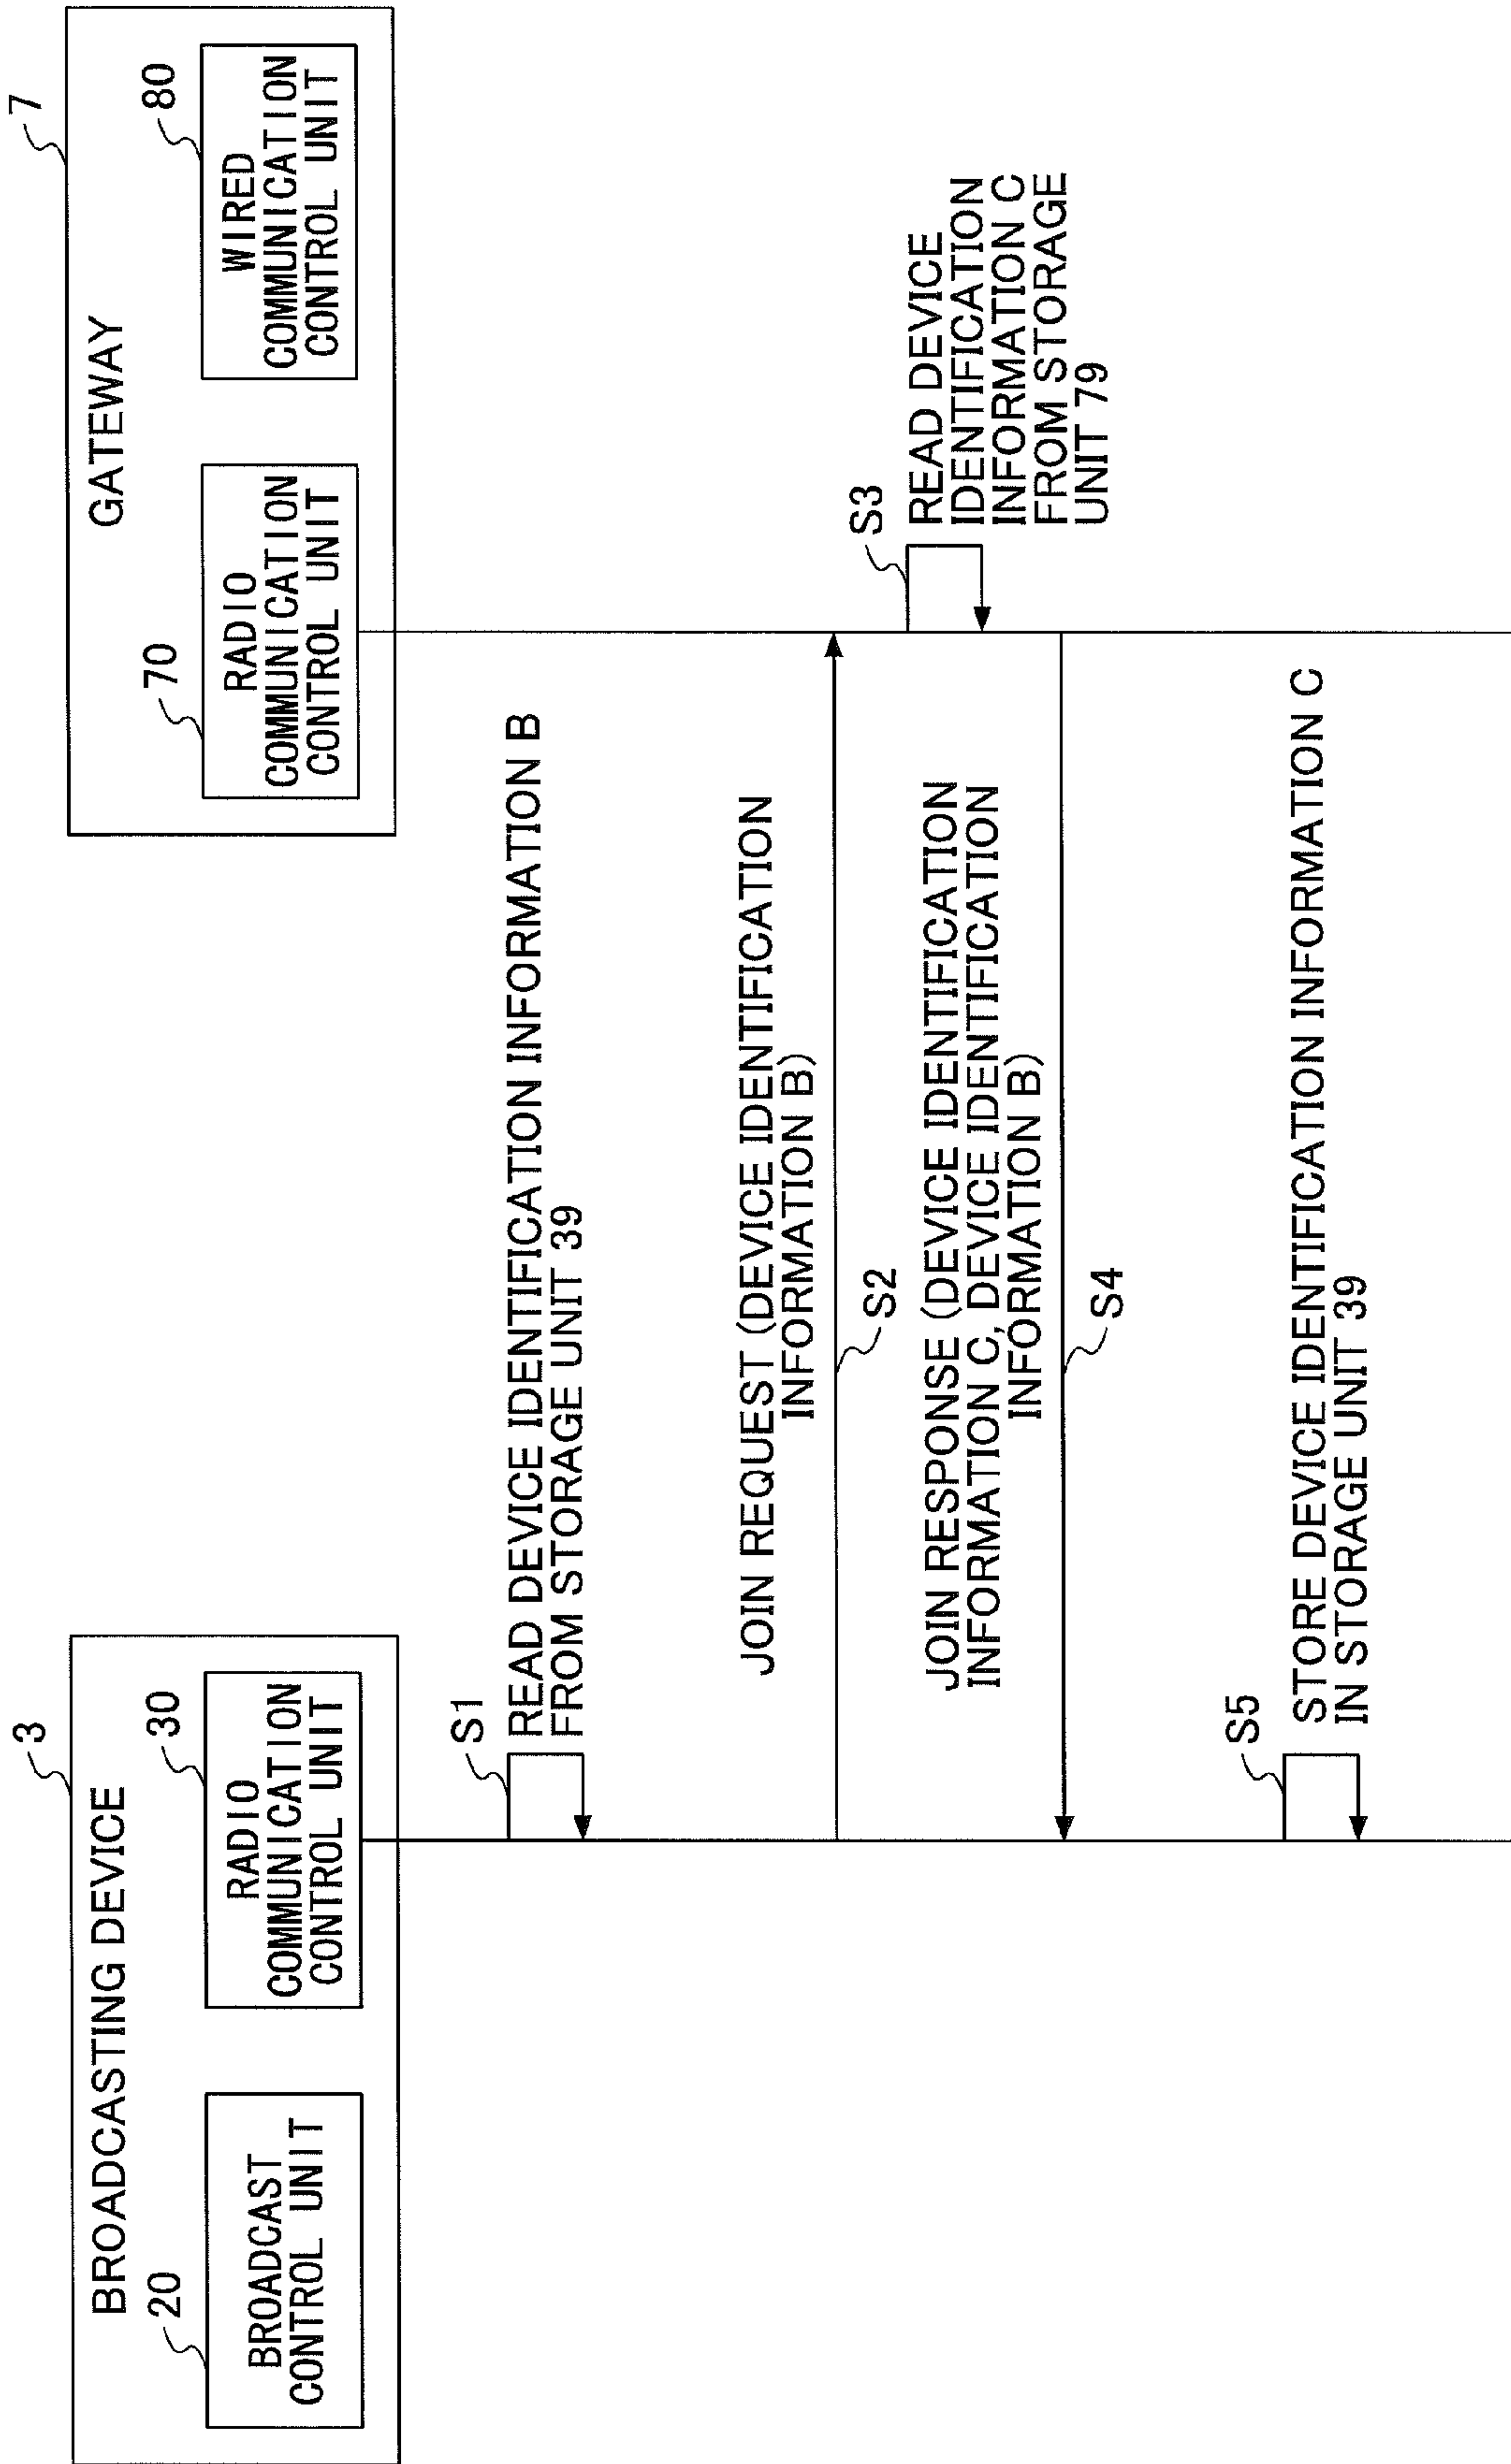 3
BROADCASTING DEVICE
20
BROADCAST
CONTROL UNIT
30
RADIO
COMMUNICATION
CONTROL UNIT
7
GATEWAY
70
RADIO
COMMUNICATION
CONTROL UNIT
80
WIRED
COMMUNICATION
CONTROL UNIT
S1
READ DEVICE IDENTIFICATION INFORMATION B
FROM STORAGE UNIT 39
JOIN REQUEST (DEVICE IDENTIFICATION
INFORMATION B)
S2
S3
READ DEVICE
IDENTIFICATION
INFORMATION C
FROM STORAGE
UNIT 79
JOIN RESPONSE (DEVICE IDENTIFICATION
INFORMATION C, DEVICE IDENTIFICATION
INFORMATION B)
S4
S5
STORE DEVICE IDENTIFICATION INFORMATION C
IN STORAGE UNIT 39